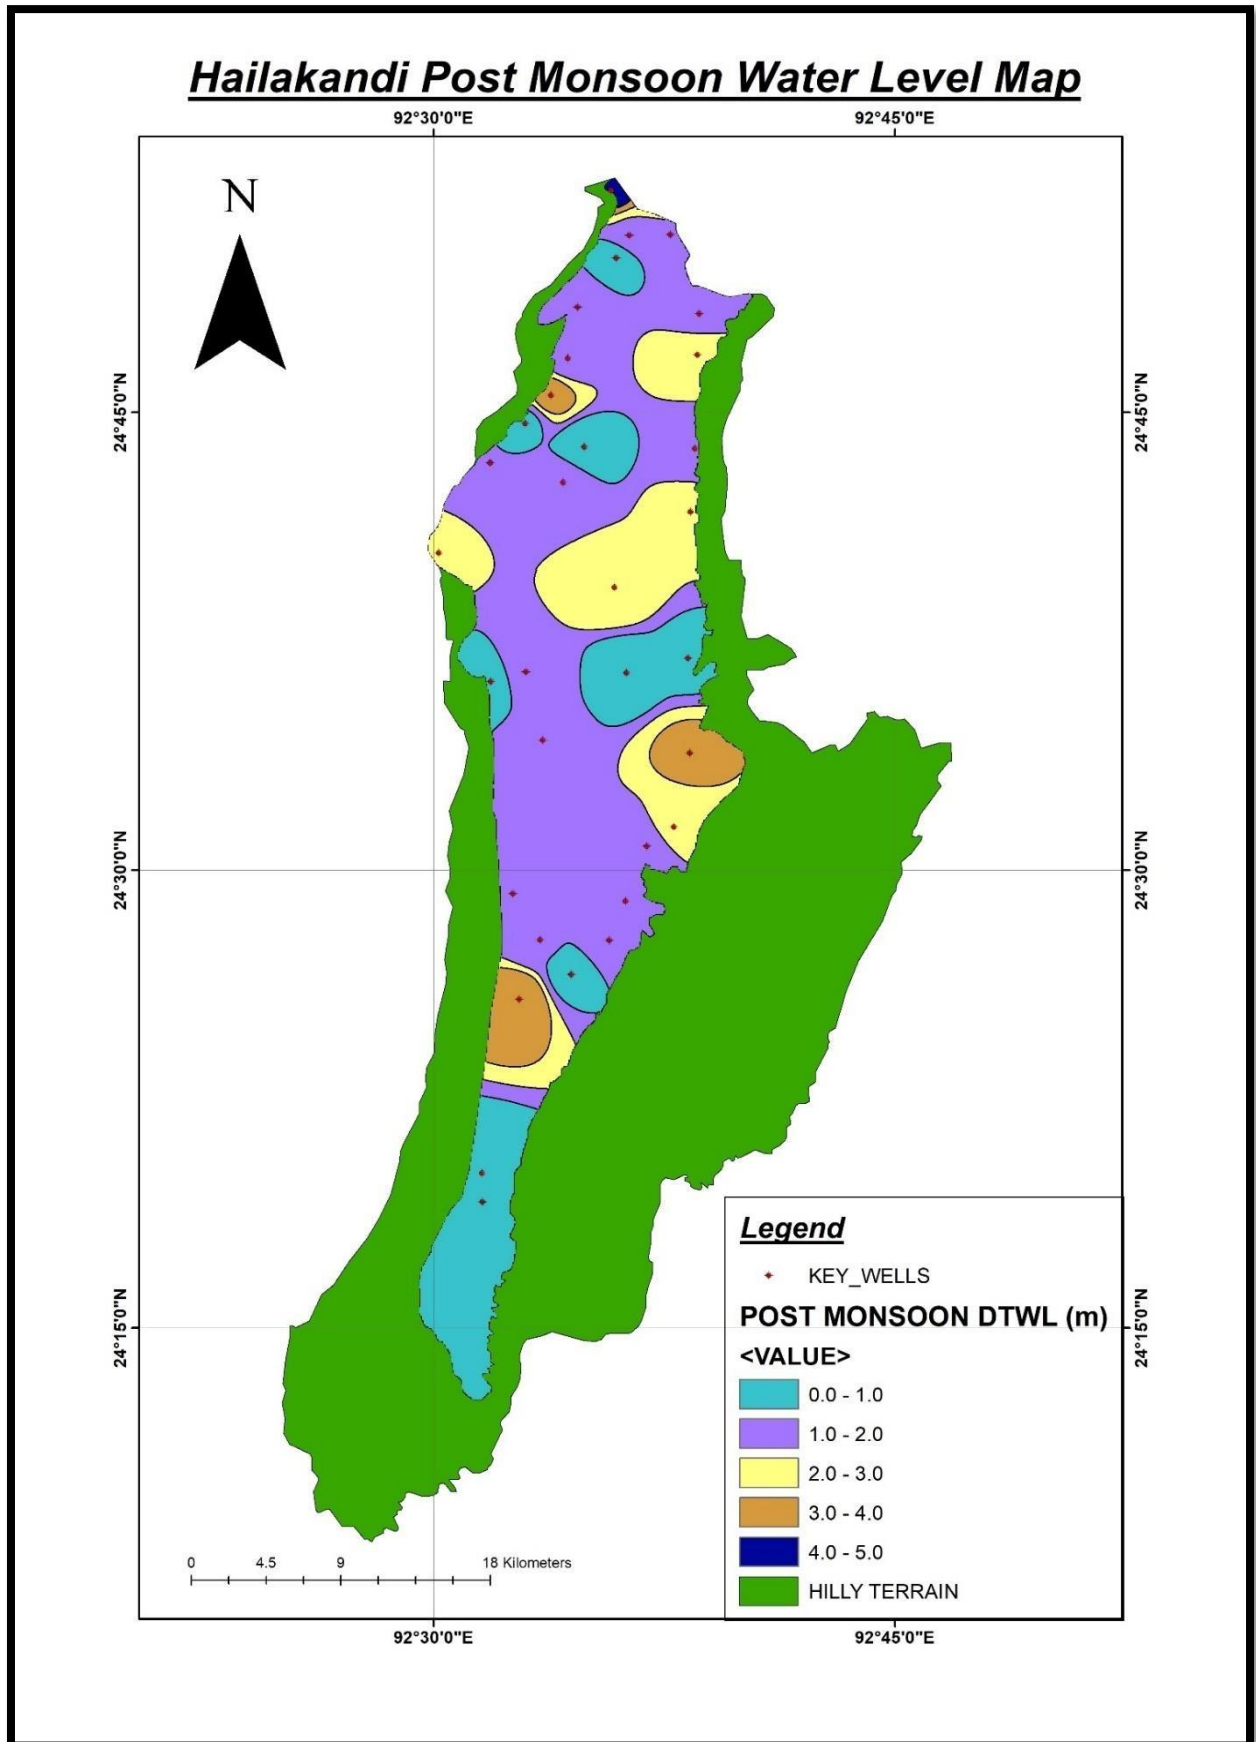 Hailakandi Post Monsoon Water Level Map
92°30'0"E
92°45'0"E
N
24°45'0"N
24°45'0"N
24°30'0"N
24°30'0"N
24°15'0"N
24°15'0"N
Legend
KEY_WELLS
POST MONSOON DTWL (m)
<VALUE>
0.0 - 1.0
1.0 - 2.0
2.0 - 3.0
3.0 - 4.0
4.0 - 5.0
HILLY TERRAIN
0 4.5 9 18 Kilometers
92°30'0"E
92°45'0"E